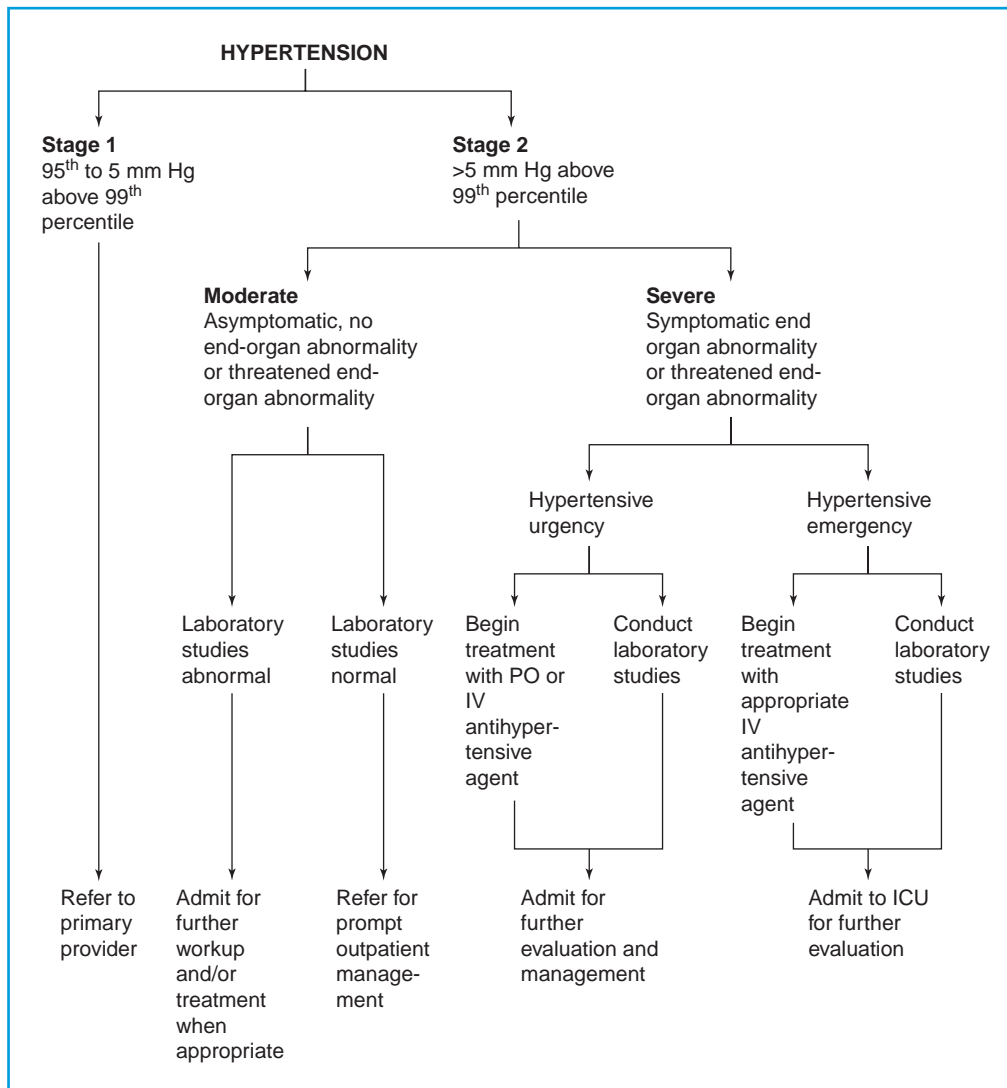 HYPERTENSION
Stage 1
95th to 5 mm Hg
above 99th
percentile
Stage 2
>5 mm Hg above
99th percentile
Moderate
Asymptomatic, no
end-organ abnormality
or threatened end-
organ abnormality
Severe
Symptomatic end
organ abnormality
or threatened end-
organ abnormality
Hypertensive
urgency
Hypertensive
emergency
Laboratory
studies
abnormal
Laboratory
studies
normal
Begin
treatment
with PO or
IV
antihyper-
tensive
agent
Conduct
laboratory
studies
Begin
treatment
with
appropriate
IV
antihyper-
tensive
agent
Conduct
laboratory
studies
Refer to
primary
provider
Admit for
further
workup
and/or
treatment
when
appropriate
Refer for
prompt
outpatient
manage-
ment
Admit for
further
evaluation and
management
Admit to ICU
for further
evaluation